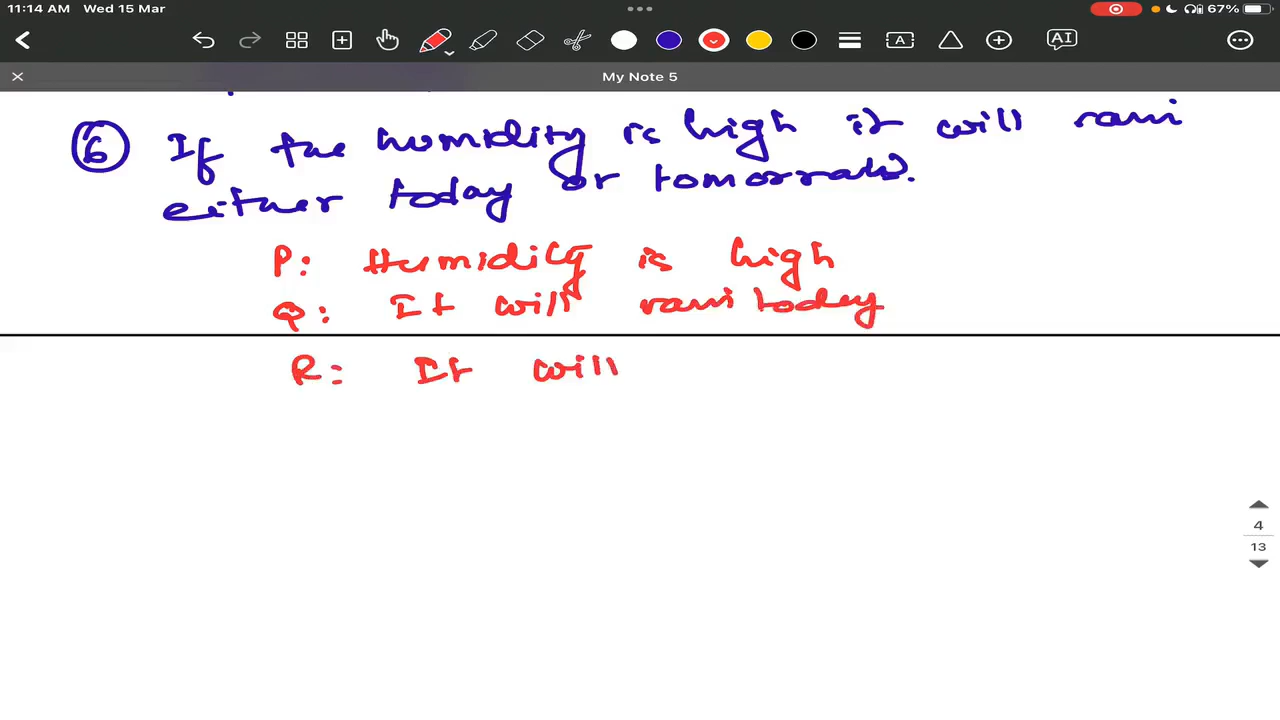 11:14 AM Wed 15 Mar
67%
A
AI
My Note 5
6 If the humidity is high it will rain
either today or tomorrow.
P: Humidity is high
Q: It will rain today
R: It will
4
13